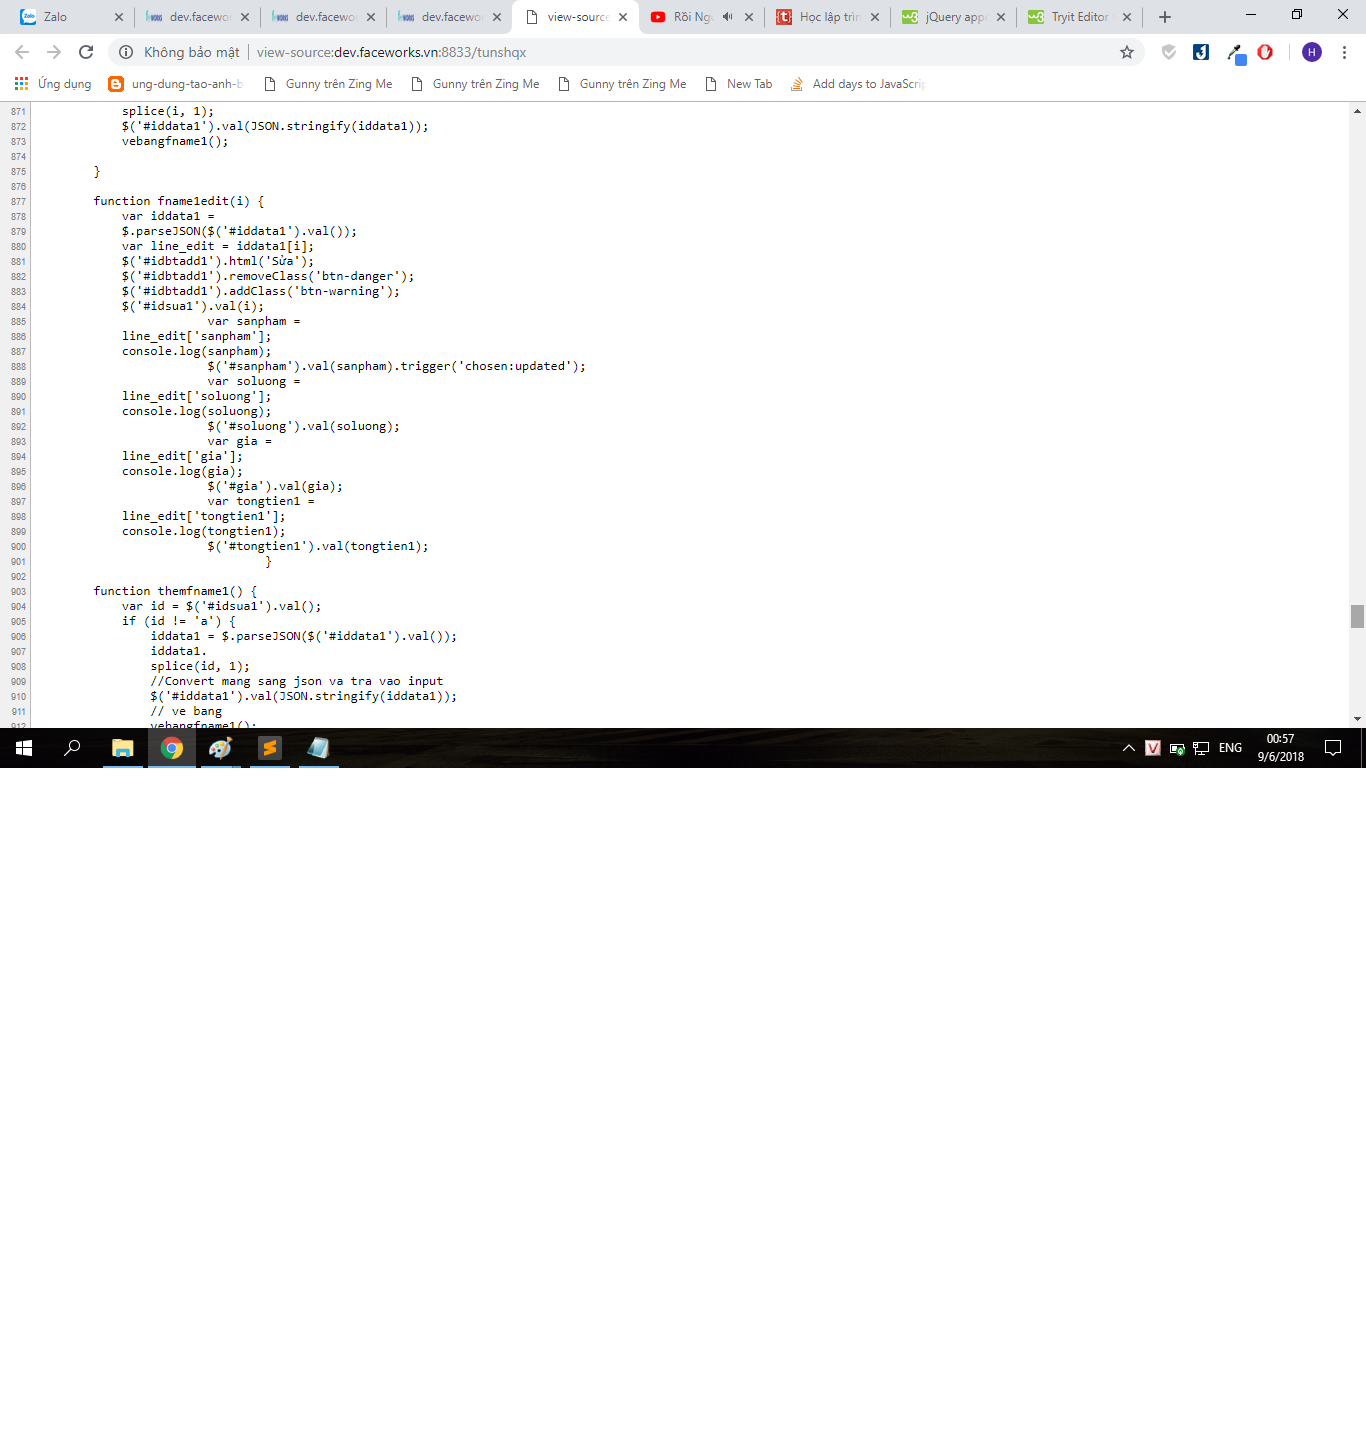 Zalo
dev.facewor
dev.facewor
dev.facewor
view-source
Rồi Ngư
Học lập trìn
jQuery appe
Tryit Editor
Không bảo mật
view-source:dev.faceworks.vn:8833/tunshqx
H
Ứng dụng
ung-dung-tao-anh-b
Gunny trên Zing Me
Gunny trên Zing Me
Gunny trên Zing Me
New Tab
Add days to JavaScrip
871 splice(i, 1);
872 $('#iddata1').val(JSON.stringify(iddata1));
873 vebangfname1();
874
875 }
876
877 function fname1edit(i) {
878 var iddata1 =
879 $.parseJSON($('#iddata1').val());
880 var line_edit = iddata1[i];
881 $('#idbtadd1').html('Sửa');
882 $('#idbtadd1').removeClass('btn-danger');
883 $('#idbtadd1').addClass('btn-warning');
884 $('#idsua1').val(i);
885 var sanpham =
886 line_edit['sanpham'];
887 console.log(sanpham);
888 $('#sanpham').val(sanpham).trigger('chosen:updated');
889 var soluong =
890 line_edit['soluong'];
891 console.log(soluong);
892 $('#soluong').val(soluong);
893 var gia =
894 line_edit['gia'];
895 console.log(gia);
896 $('#gia').val(gia);
897 var tongtien1 =
898 line_edit['tongtien1'];
899 console.log(tongtien1);
900 $('#tongtien1').val(tongtien1);
901 }
902
903 function themfname1() {
904 var id = $('#idsua1').val();
905 if (id != 'a') {
906 iddata1 = $.parseJSON($('#iddata1').val());
907 iddata1.
908 splice(id, 1);
909 //Convert mang sang json va tra vao input
910 $('#iddata1').val(JSON.stringify(iddata1));
911 // ve bang
912 vebangfname1();
ENG
00:57
9/6/2018